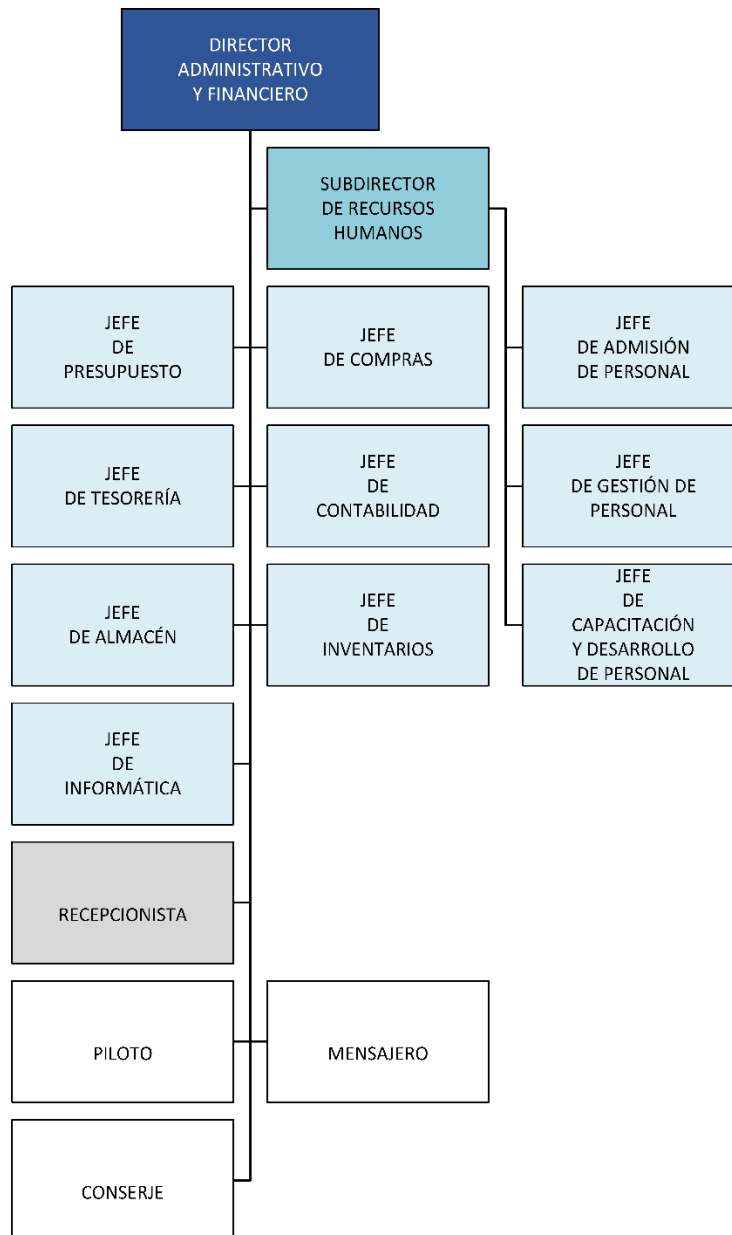 DIRECTOR
ADMINISTRATIVO
Y FINANCIERO
SUBDIRECTOR
DE RECURSOS
HUMANOS
JEFE
DE
PRESUPUESTO
JEFE
DE COMPRAS
JEFE
DE ADMISIÓN
DE PERSONAL
JEFE
DE TESORERÍA
JEFE
DE
CONTABILIDAD
JEFE
DE GESTIÓN DE
PERSONAL
JEFE
DE ALMACÉN
JEFE
DE
INVENTARIOS
JEFE
DE
CAPACITACIÓN
Y DESARROLLO
DE PERSONAL
JEFE
DE
INFORMÁTICA
RECEPCIONISTA
PILOTO
MENSAJERO
CONSERJE